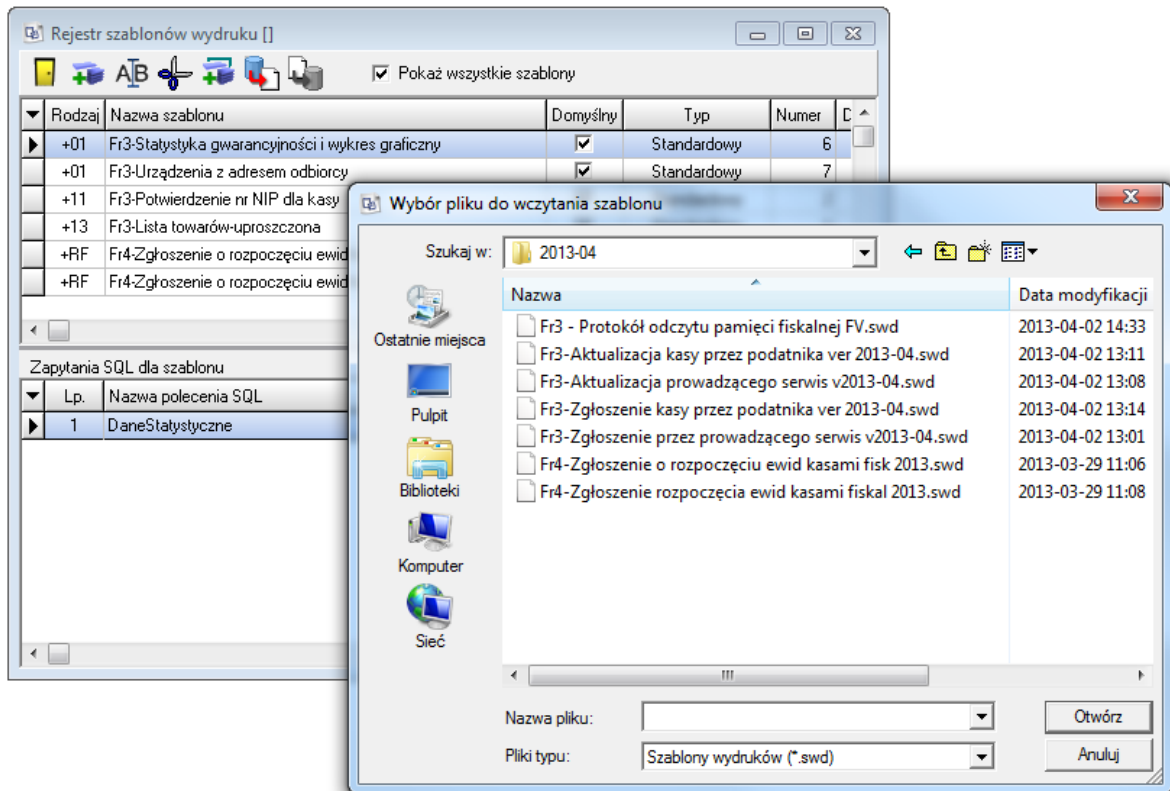 Rejestr szablonów wydruku []
Pokaż wszystkie szablony
Rodzaj Nazwa szablonu Domyślny Typ Numer
+01 Fr3-Statystyka gwarancyjności i wykres graficzny Standardowy 6
+01 Fr3-Urządzenia z adresem odbiorcy Standardowy 7
+11 Fr3-Potwierdzenie nr NIP dla kasy
+13 Fr3-Lista towarów-uproszczona
+RF Fr4-Zgłoszenie o rozpoczęciu ewid
+RF Fr4-Zgłoszenie o rozpoczęciu ewid
Zapytania SQL dla szablonu
Lp. Nazwa polecenia SQL
1 DaneStatystyczne
Wybór pliku do wczytania szablonu
Szukaj w: 2013-04
Ostatnie miejsca
Pulpit
Biblioteki
Komputer
Sieć
Nazwa Data modyfikacji
Fr3 - Protokół odczytu pamięci fiskalnej FV.swd 2013-04-02 14:33
Fr3-Aktualizacja kasy przez podatnika ver 2013-04.swd 2013-04-02 13:11
Fr3-Aktualizacja prowadzącego serwis v2013-04.swd 2013-04-02 13:08
Fr3-Zgłoszenie kasy przez podatnika ver 2013-04.swd 2013-04-02 13:14
Fr3-Zgłoszenie przez prowadzącego serwis v2013-04.swd 2013-04-02 13:01
Fr4-Zgłoszenie o rozpoczęciu ewid kasami fisk 2013.swd 2013-03-29 11:06
Fr4-Zgłoszenie rozpoczęcia ewid kasami fiskal 2013.swd 2013-03-29 11:08
Nazwa pliku: Otwórz
Pliki typu: Szablony wydruków (*.swd) Anuluj